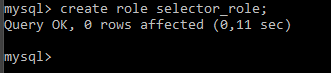 mysql> create role selector_role;
Query OK, 0 rows affected (0,11 sec)
mysql>